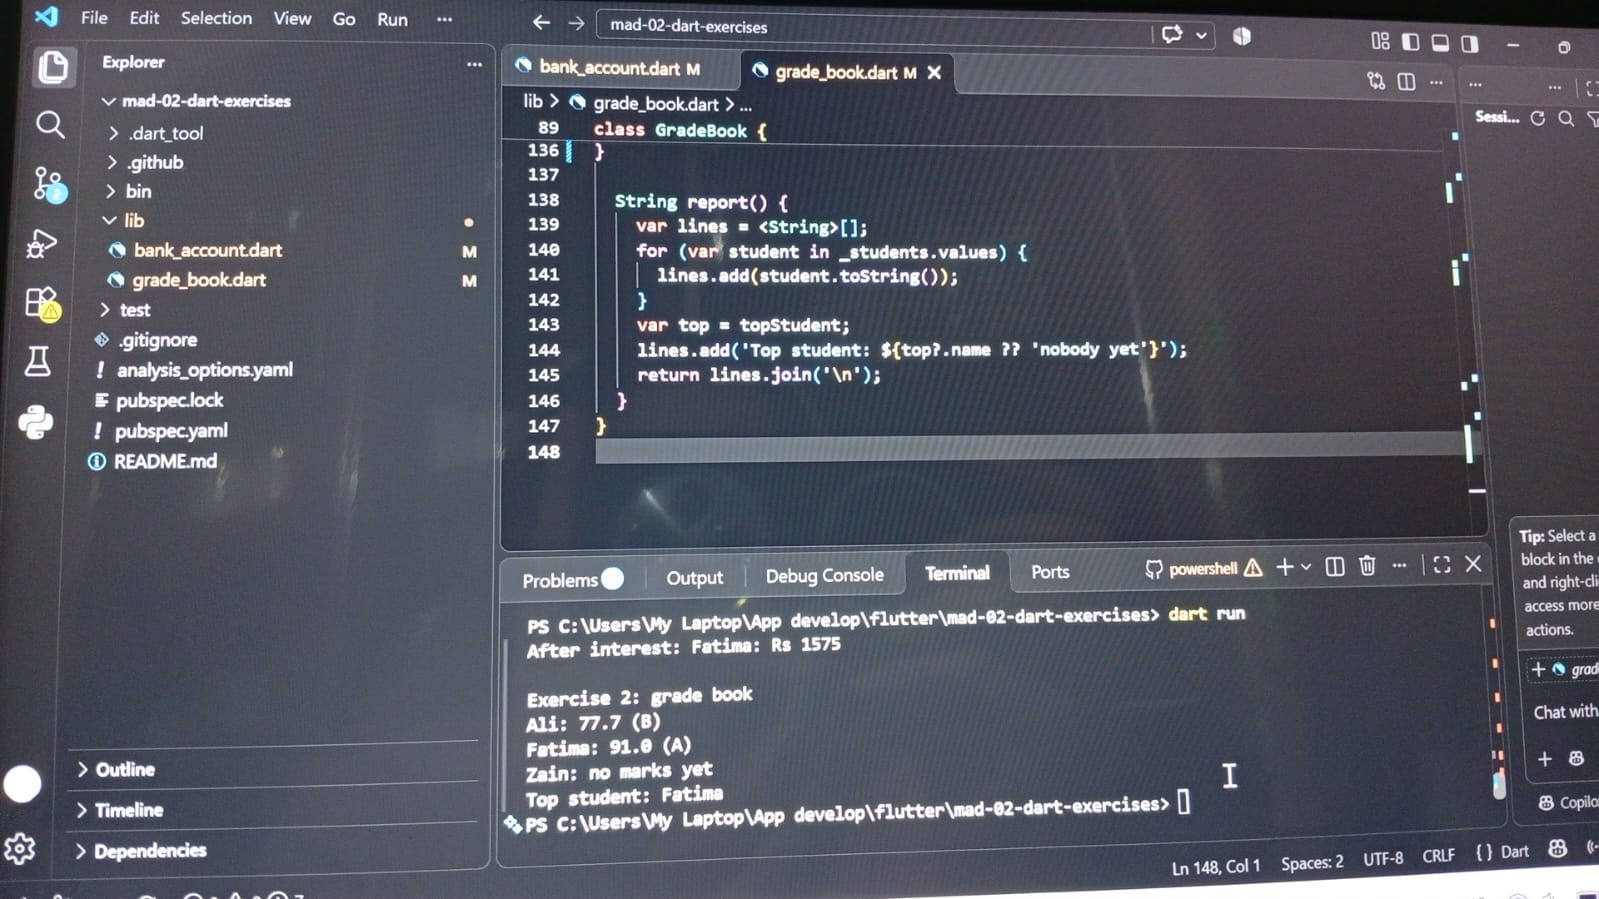 File Edit Selection View Go Run ...
mad-02-dart-exercises
Explorer ...
mad-02-dart-exercises
.dart_tool
.github
bin
lib
bank_account.dart M
grade_book.dart M
test
.gitignore
! analysis_options.yaml
pubspec.lock
! pubspec.yaml
README.md
2
Outline
Timeline
Dependencies
bank_account.dart M
grade_book.dart M
lib > grade_book.dart > ...
89 class GradeBook {
136 }
137
138 String report() {
139 var lines = <String>[];
140 for (var student in _students.values) {
141 lines.add(student.toString());
142 }
143 var top = topStudent;
144 lines.add('Top student: ${top?.name ?? 'nobody yet'}');
145 return lines.join('\n');
146 }
147 }
148
Problems Output Debug Console Terminal Ports powershell
PS C:\Users\My Laptop\App develop\flutter\mad-02-dart-exercises> dart run
After interest: Fatima: Rs 1575
Exercise 2: grade book
Ali: 77.7 (B)
Fatima: 91.0 (A)
Zain: no marks yet
Top student: Fatima
PS C:\Users\My Laptop\App develop\flutter\mad-02-dart-exercises>
Sessi...
Tip: Select a
block in the
and right-cli
access more
actions.
+ grad
Chat with
Copilo
Ln 148, Col 1 Spaces: 2 UTF-8 CRLF { } Dart